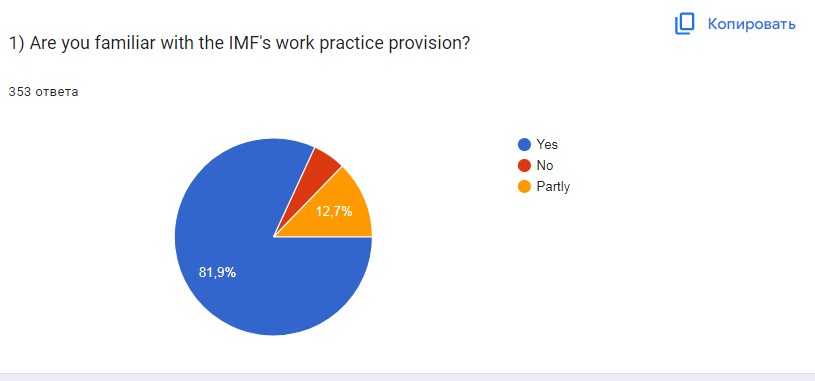 Копировать
1) Are you familiar with the IMF's work practice provision?
353 ответа
Yes
No
Partly
12,7%
81,9%